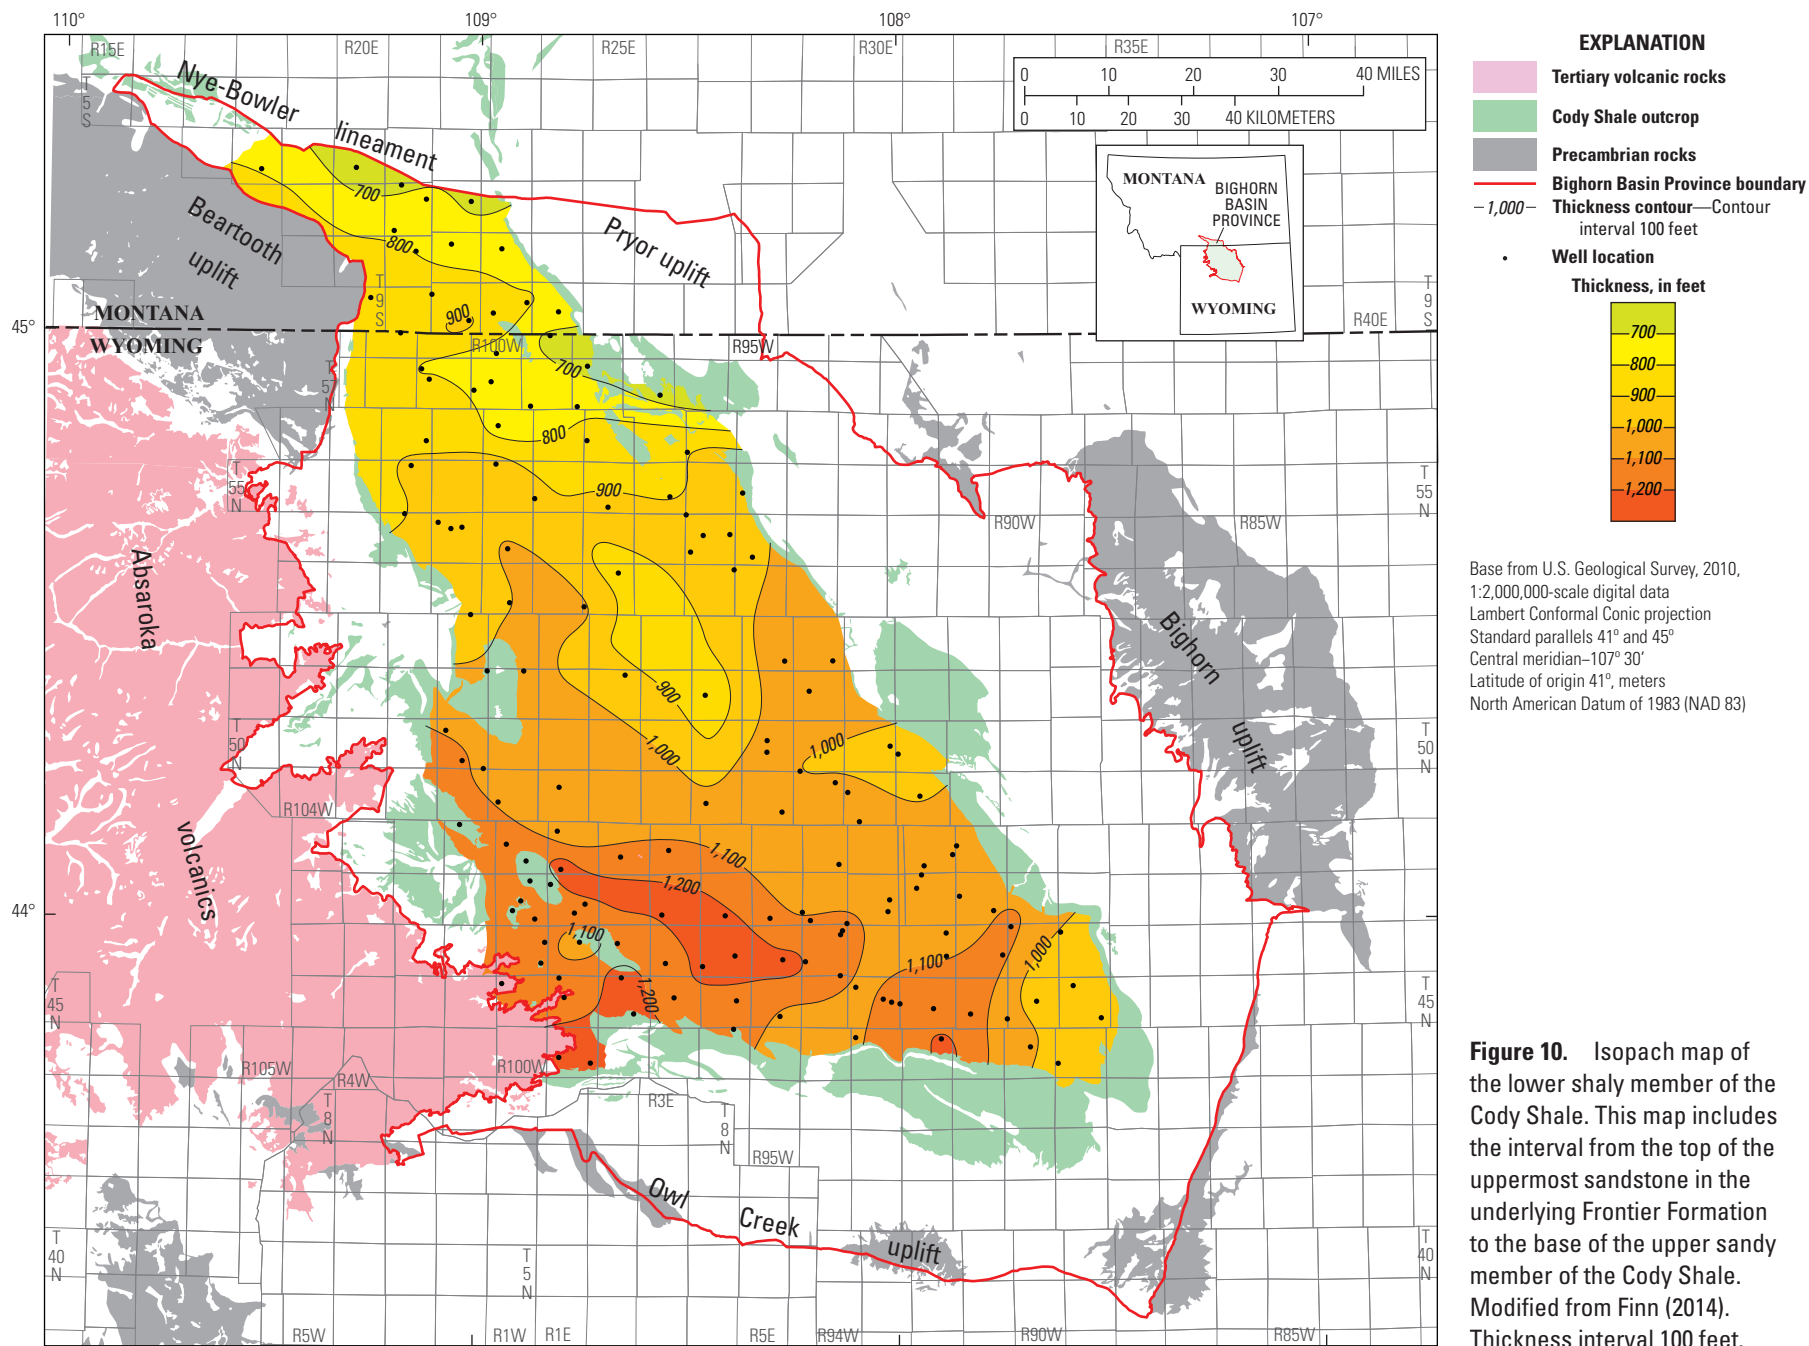 110°
109°
108°
107°
R15E
R20E
R25E
R30E
R35E
T
5
S
Nye-Bowler
lineament
0 10 20 30 40 MILES
0 10 20 30 40 KILOMETERS
MONTANA
BIGHORN
BASIN
PROVINCE
WYOMING
700
Beartooth
uplift
800
Pryor uplift
T
9
S
T
9
S
900
MONTANA
45°
WYOMING
R100W
R95W
R40E
57
N
700
800
T
55
N
900
T
55
N
R90W
R85W
Absaroka
Bighorn
uplift
900
T
50
N
1,000
1,000
T
50
N
R104W
volcanics
1,100
1,200
44°
1,100
1,100
1,000
T
45
N
1,200
T
45
N
R105W
R4W
R100W
T
8
N
R3E
T
8
N
R95W
Owl
Creek
uplift
T
40
N
T
5
N
T
40
N
R5W
R1W
R1E
R5E
R94W
R90W
R85W
EXPLANATION
Tertiary volcanic rocks
Cody Shale outcrop
Precambrian rocks
Bighorn Basin Province boundary
1,000 Thickness contour—Contour
interval 100 feet
Well location
Thickness, in feet
700
800
900
1,000
1,100
1,200
Base from U.S. Geological Survey, 2010,
1:2,000,000-scale digital data
Lambert Conformal Conic projection
Standard parallels 41° and 45°
Central meridian–107° 30′
Latitude of origin 41°, meters
North American Datum of 1983 (NAD 83)
Figure 10. Isopach map of
the lower shaly member of the
Cody Shale. This map includes
the interval from the top of the
uppermost sandstone in the
underlying Frontier Formation
to the base of the upper sandy
member of the Cody Shale.
Modified from Finn (2014).
Thickness interval 100 feet.